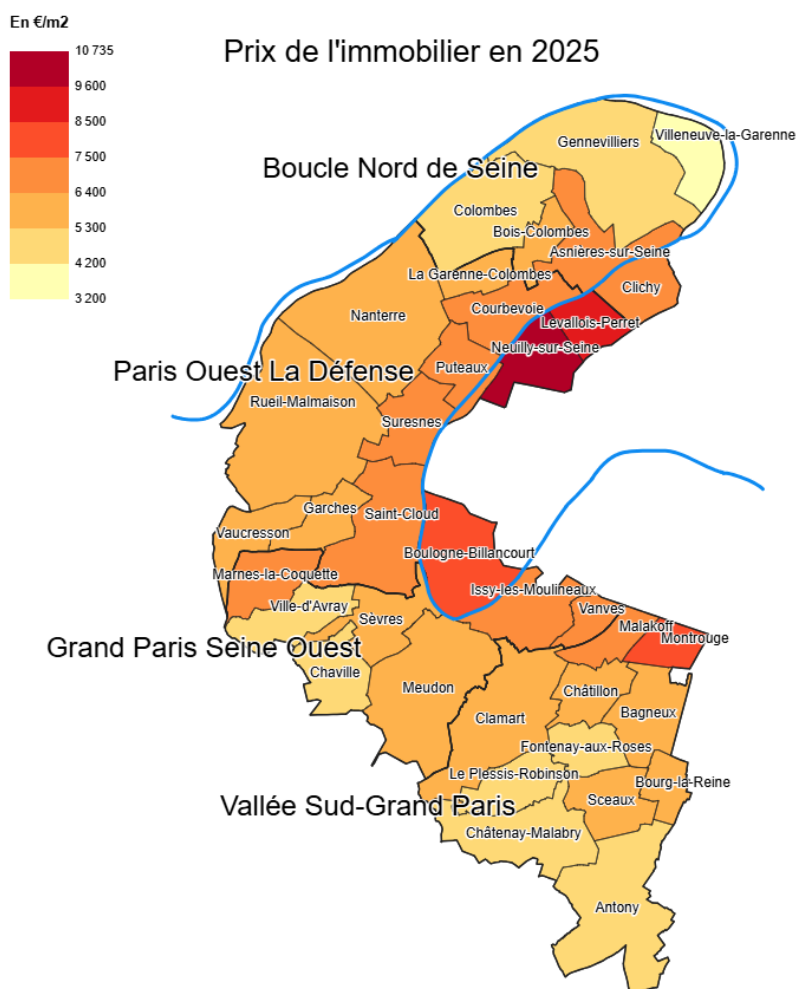 En €/m2
10 735
9 600
8 500
7 500
6 400
5 300
4 200
3 200
Prix de l'immobilier en 2025
Villeneuve-la-Garenne
Gennevilliers
Boucle Nord de Seine
Colombes
Bois-Colombes
Asnières-sur-Seine
La Garenne-Colombes
Clichy
Courbevoie
Nanterre
Levallois-Perret
Neuilly-sur-Seine
Puteaux
Paris Ouest La Défense
Rueil-Malmaison
Suresnes
Garches
Saint-Cloud
Vaucresson
Boulogne-Billancourt
Marnes-la-Coquette
Issy-les-Moulineaux
Ville-d'Avray
Vanves
Sèvres
Malakoff
Montrouge
Grand Paris Seine Ouest
Chaville
Meudon
Châtillon
Bagneux
Clamart
Fontenay-aux-Roses
Le Plessis-Robinson
Bourg-la-Reine
Sceaux
Vallée Sud-Grand Paris
Châtenay-Malabry
Antony